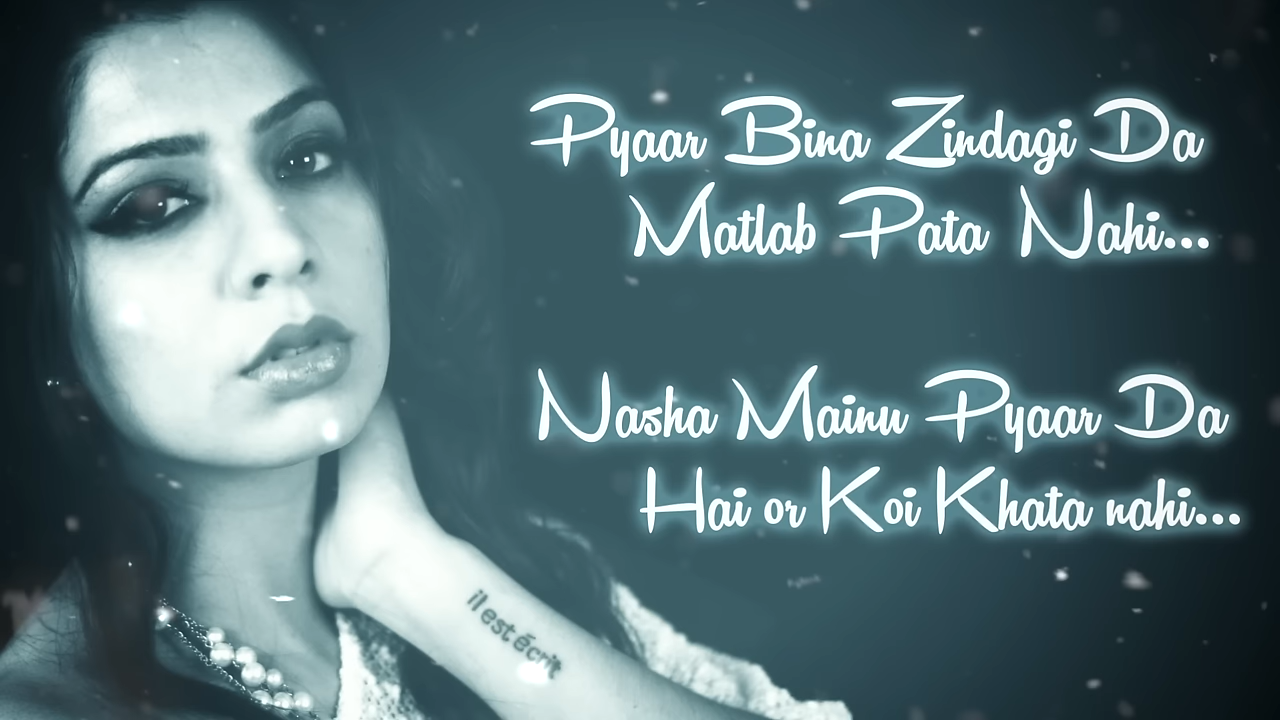 Pyaar Bina Zindagi Da
Matlab Pata Nahi...
Nasha Mainu Pyaar Da
Hai or Koi Khata nahi...
il est écrit